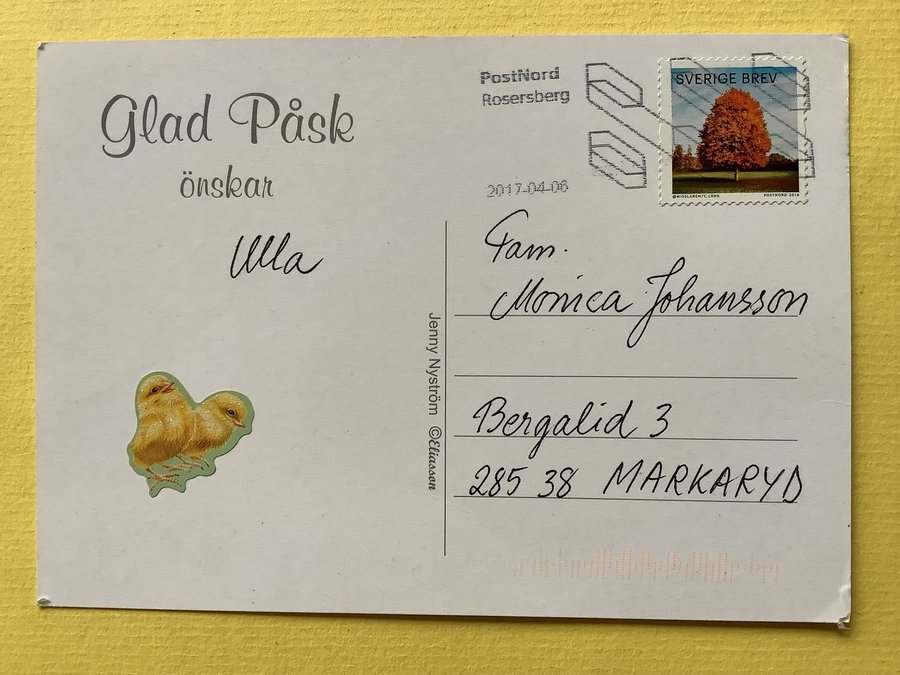 Glad Påsk
önskar
Ulla
PostNord
Rosersberg
2017-04-06
SVERIGE BREV
POSTNORD 2016
Fam.
Monica Johansson
Bergalid 3
285 38 MARKARYD
Jenny Nyström ©Eliasson